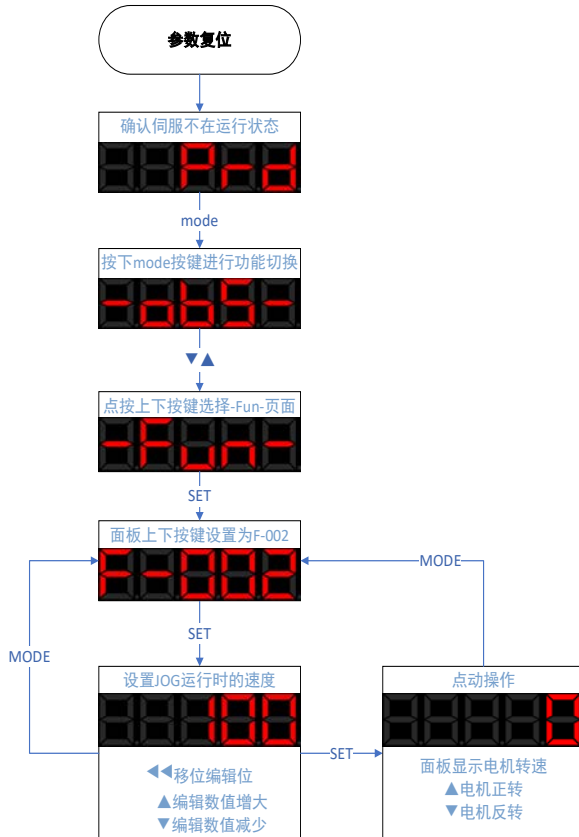 参数复位
确认伺服不在运行状态
Prd
mode
按下mode按键进行功能切换
-obS-
▼▲
点按上下按键选择-Fun-页面
-Fun-
SET
面板上下按键设置为F-002
F-002
MODE
SET
MODE
设置JOG运行时的速度
100
◀◀移位编辑位
▲编辑数值增大
▼编辑数值减少
SET
点动操作
0
面板显示电机转速
▲电机正转
▼电机反转